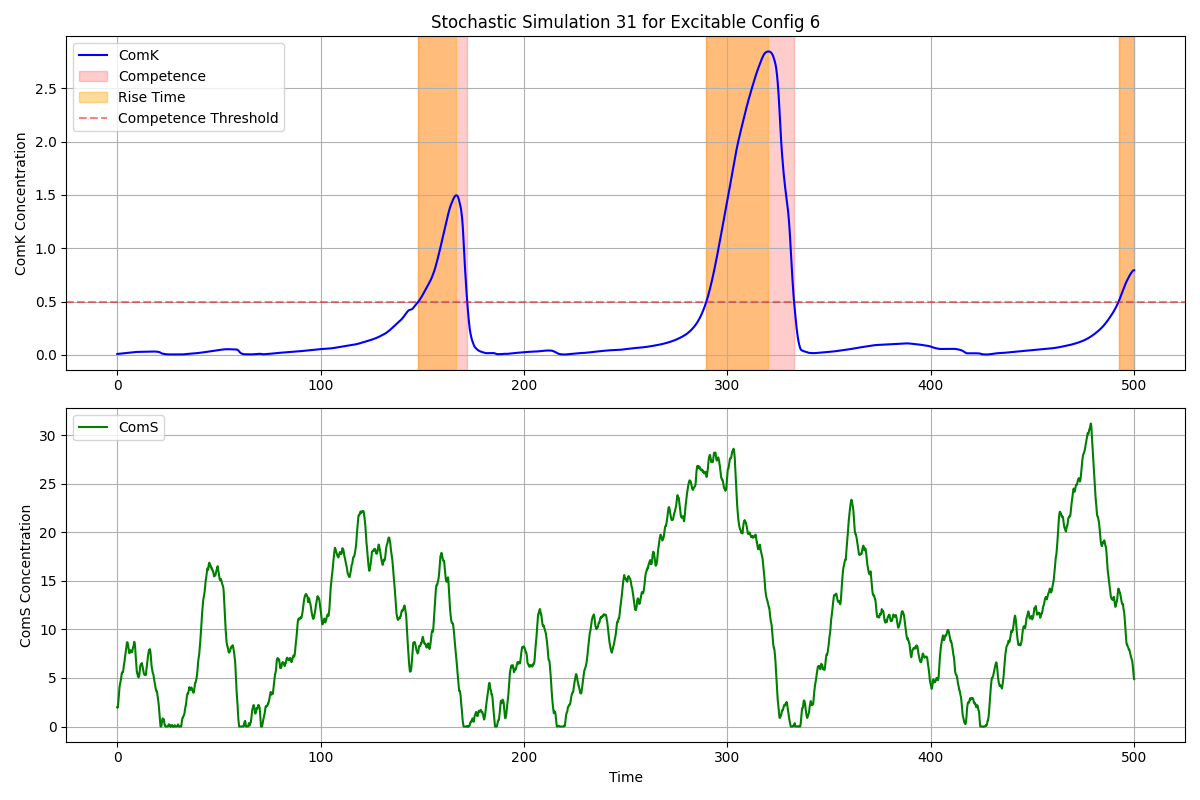 Stochastic Simulation 31 for Excitable Config 6
ComK
Competence
Rise Time
Competence Threshold
ComK Concentration
2.5
2.0
1.5
1.0
0.5
0.0
0 100 200 300 400 500
ComS
ComS Concentration
30
25
20
15
10
5
0
0 100 200 300 400 500
Time